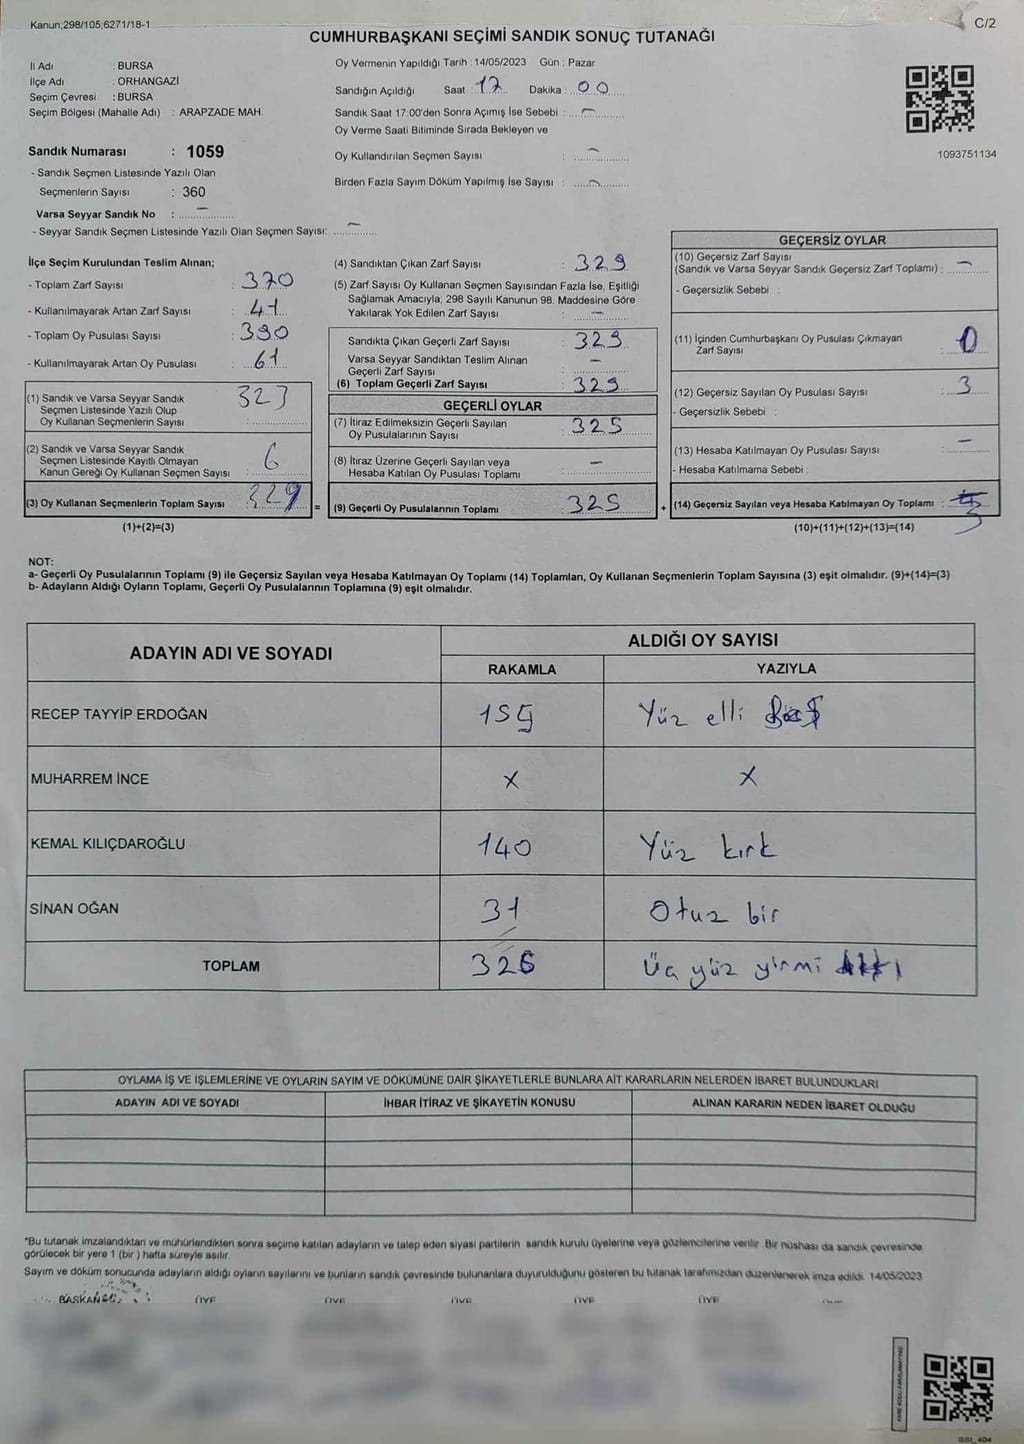 Kanun;298/105;6271/18-1
C/2
CUMHURBAŞKANI SEÇİMİ SANDIK SONUÇ TUTANAĞI
İl Adı : BURSA
İlçe Adı : ORHANGAZİ
Seçim Çevresi : BURSA
Seçim Bölgesi (Mahalle Adı) : ARAPZADE MAH.
Sandık Numarası : 1059
- Sandık Seçmen Listesinde Yazılı Olan
Seçmenlerin Sayısı : 360
Varsa Seyyar Sandık No : –
- Seyyar Sandık Seçmen Listesinde Yazılı Olan Seçmen Sayısı: –
Oy Vermenin Yapıldığı Tarih : 14/05/2023 Gün : Pazar
Sandığın Açıldığı Saat : 17 Dakika : 00
Sandık Saat 17:00'den Sonra Açımış İse Sebebi : –
Oy Verme Saati Bitiminde Sırada Bekleyen ve
Oy Kullandırılan Seçmen Sayısı : –
Birden Fazla Sayım Döküm Yapılmış İse Sayısı : –
1093751134
İlçe Seçim Kurulundan Teslim Alınan;
- Toplam Zarf Sayısı : 370
- Kullanılmayarak Artan Zarf Sayısı : 41
- Toplam Oy Pusulası Sayısı : 390
- Kullanılmayarak Artan Oy Pusulası : 61
(1) Sandık ve Varsa Seyyar Sandık
Seçmen Listesinde Yazılı Olup
Oy Kullanan Seçmenlerin Sayısı : 323
(2) Sandık ve Varsa Seyyar Sandık
Seçmen Listesinde Kayıtlı Olmayan
Kanun Gereği Oy Kullanan Seçmen Sayısı : 6
(3) Oy Kullanan Seçmenlerin Toplam Sayısı : 329 =
(1)+(2)=(3)
(4) Sandıktan Çıkan Zarf Sayısı : 329
(5) Zarf Sayısı Oy Kullanan Seçmen Sayısından Fazla İse, Eşitliği
Sağlamak Amacıyla; 298 Sayılı Kanunun 98. Maddesine Göre
Yakılarak Yok Edilen Zarf Sayısı : –
Sandıkta Çıkan Geçerli Zarf Sayısı : 329
Varsa Seyyar Sandıktan Teslim Alınan
Geçerli Zarf Sayısı : –
(6) Toplam Geçerli Zarf Sayısı : 329
GEÇERLİ OYLAR
(7) İtiraz Edilmeksizin Geçerli Sayılan
Oy Pusulalarının Sayısı : 325
(8) İtiraz Üzerine Geçerli Sayılan veya
Hesaba Katılan Oy Pusulası Toplamı : –
(9) Geçerli Oy Pusulalarının Toplamı : 325 +
GEÇERSİZ OYLAR
(10) Geçersiz Zarf Sayısı
(Sandık ve Varsa Seyyar Sandık Geçersiz Zarf Toplamı) : –
- Geçersizlik Sebebi :
(11) İçinden Cumhurbaşkanı Oy Pusulası Çıkmayan
Zarf Sayısı : 0
(12) Geçersiz Sayılan Oy Pusulası Sayısı : 3
- Geçersizlik Sebebi :
(13) Hesaba Katılmayan Oy Pusulası Sayısı : –
- Hesaba Katılmama Sebebi :
(14) Geçersiz Sayılan veya Hesaba Katılmayan Oy Toplamı : 3
(10)+(11)+(12)+(13)=(14)
NOT:
a- Geçerli Oy Pusulalarının Toplamı (9) ile Geçersiz Sayılan veya Hesaba Katılmayan Oy Toplamı (14) Toplamları, Oy Kullanan Seçmenlerin Toplam Sayısına (3) eşit olmalıdır. (9)+(14)=(3)
b- Adayların Aldığı Oyların Toplamı, Geçerli Oy Pusulalarının Toplamına (9) eşit olmalıdır.
ADAYIN ADI VE SOYADI
ALDIĞI OY SAYISI
RAKAMLA YAZIYLA
RECEP TAYYİP ERDOĞAN 155 Yüz elli Beş
MUHARREM İNCE X X
KEMAL KILIÇDAROĞLU 140 Yüz kırk
SİNAN OĞAN 31 Otuz bir
TOPLAM 326 Üç yüz yirmi
OYLAMA İŞ VE İŞLEMLERİNE VE OYLARIN SAYIM VE DÖKÜMÜNE DAİR ŞİKAYETLERLE BUNLARA AİT KARARLARIN NELERDEN İBARET BULUNDUKLARI
ADAYIN ADI VE SOYADI İHBAR İTİRAZ VE ŞİKAYETİN KONUSU ALINAN KARARIN NEDEN İBARET OLDUĞU
*Bu tutanak imzalandıktan ve mühürlendikten sonra seçime katılan adayların ve talep eden siyasi partilerin sandık kurulu üyelerine veya gözlemcilerine verilir. Bir nüshası da sandık çevresinde
görülecek bir yere 1 (bir) hafta süreyle asılır.
Sayım ve döküm sonucunda adayların aldığı oyların sayılarını ve bunların sandık çevresinde bulunanlara duyurulduğunu gösteren bu tutanak tarafımızdan düzenlenerek imza edildi. 14/05/2023
BAŞKAN ÜYE ÜYE ÜYE ÜYE ÜYE